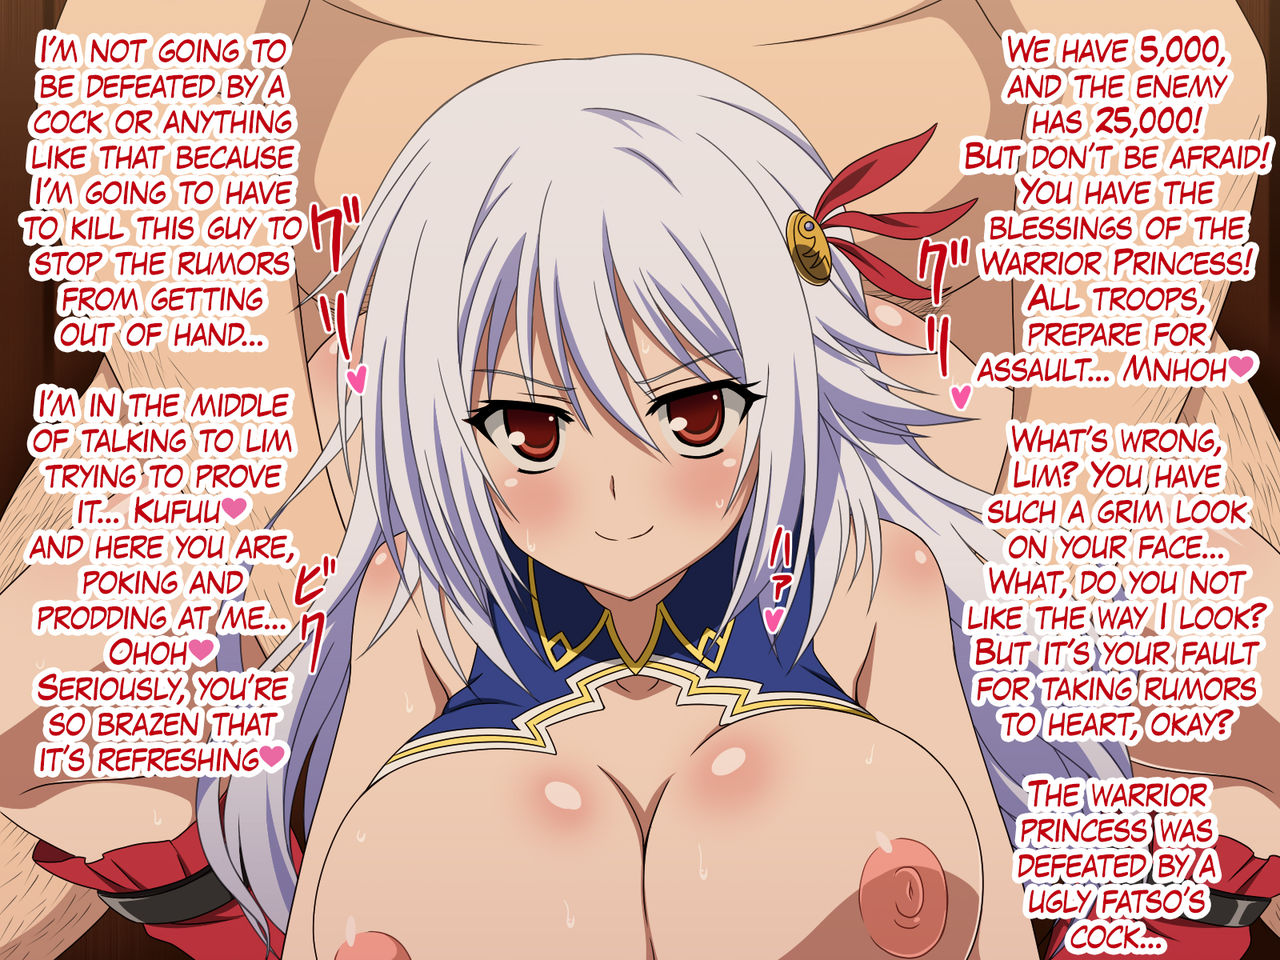 I'M NOT GOING TO
BE DEFEATED BY A
COCK OR ANYTHING
LIKE THAT BECAUSE
I'M GOING TO HAVE
TO KILL THIS GUY TO
STOP THE RUMORS
FROM GETTING
OUT OF HAND...
I'M IN THE MIDDLE
OF TALKING TO LIM
TRYING TO PROVE
IT... KUFUU♥
AND HERE YOU ARE,
POKING AND
PRODDING AT ME...
OHOH♥
SERIOUSLY, YOU'RE
SO BRAZEN THAT
IT'S REFRESHING♥
グ゛リ♥
ビク
ハァ♥
グ゛リ♥
WE HAVE 5,000,
AND THE ENEMY
HAS 25,000!
BUT DON'T BE AFRAID!
YOU HAVE THE
BLESSINGS OF THE
WARRIOR PRINCESS!
ALL TROOPS,
PREPARE FOR
ASSAULT... MNHOH♥
WHAT'S WRONG,
LIM? YOU HAVE
SUCH A GRIM LOOK
ON YOUR FACE...
WHAT, DO YOU NOT
LIKE THE WAY I LOOK?
BUT IT'S YOUR FAULT
FOR TAKING RUMORS
TO HEART, OKAY?
THE WARRIOR
PRINCESS WAS
DEFEATED BY A
UGLY FATSO'S
COCK...